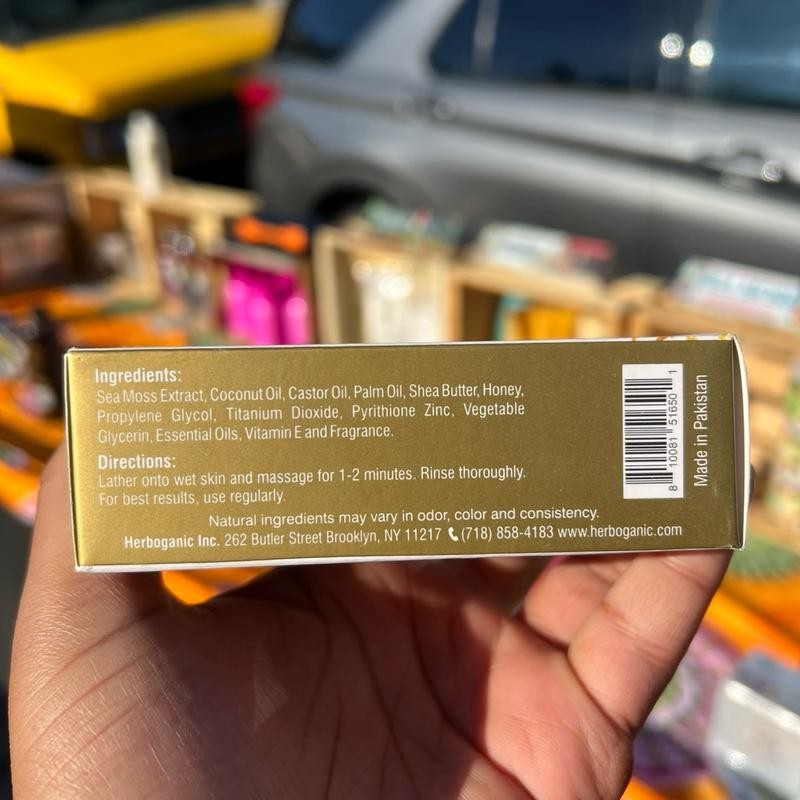 Ingredients:
Sea Moss Extract, Coconut Oil, Castor Oil, Palm Oil, Shea Butter, Honey,
Propylene Glycol, Titanium Dioxide, Pyrithione Zinc, Vegetable
Glycerin, Essential Oils, Vitamin E and Fragrance.
Directions:
Lather onto wet skin and massage for 1-2 minutes. Rinse thoroughly.
For best results, use regularly.
Natural ingredients may vary in odor, color and consistency.
Herboganic Inc. 262 Butler Street Brooklyn, NY 11217 (718) 858-4183 www.herboganic.com
8 10081 51650 1
Made in Pakistan